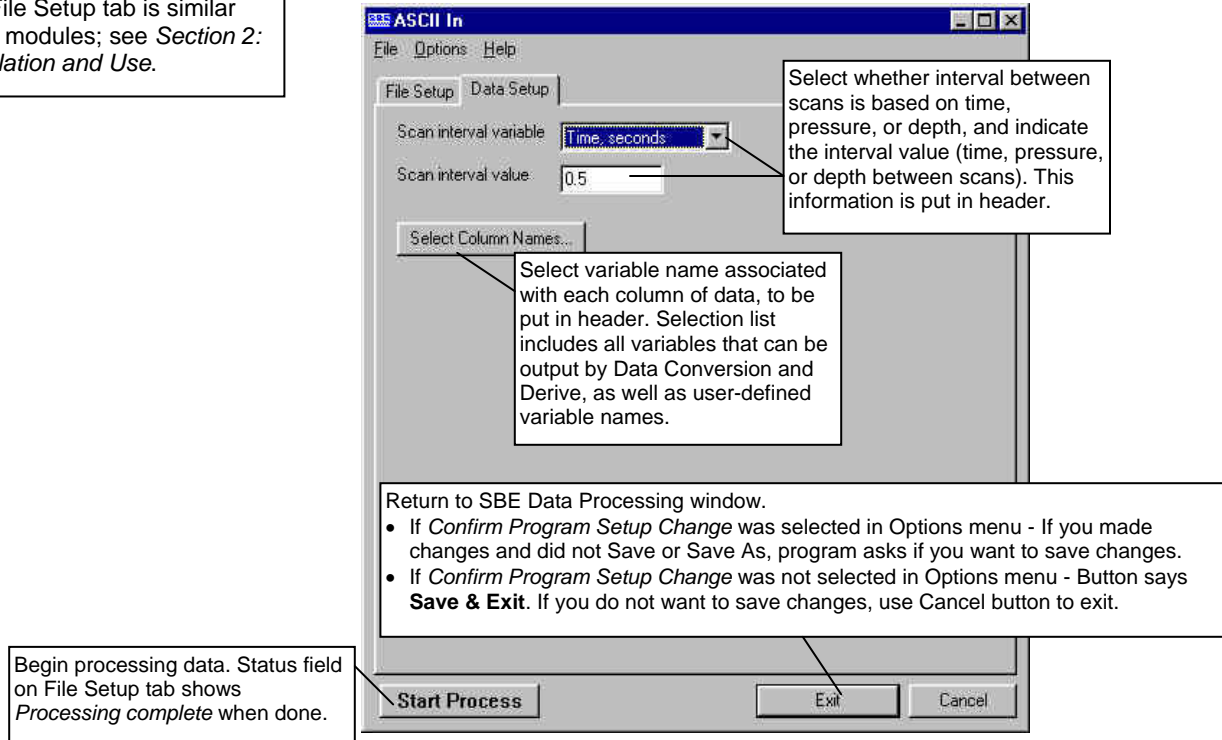 File Setup tab is similar
modules; see Section 2:
lation and Use.
SBE ASCII In
File Options Help
File Setup Data Setup
Select whether interval between
scans is based on time,
pressure, or depth, and indicate
the interval value (time, pressure,
or depth between scans). This
information is put in header.
Scan interval variable Time, seconds
Scan interval value 0.5
Select Column Names...
Select variable name associated
with each column of data, to be
put in header. Selection list
includes all variables that can be
output by Data Conversion and
Derive, as well as user-defined
variable names.
Return to SBE Data Processing window.
• If Confirm Program Setup Change was selected in Options menu - If you made
changes and did not Save or Save As, program asks if you want to save changes.
• If Confirm Program Setup Change was not selected in Options menu - Button says
Save & Exit. If you do not want to save changes, use Cancel button to exit.
Begin processing data. Status field
on File Setup tab shows
Processing complete when done.
Start Process Exit Cancel